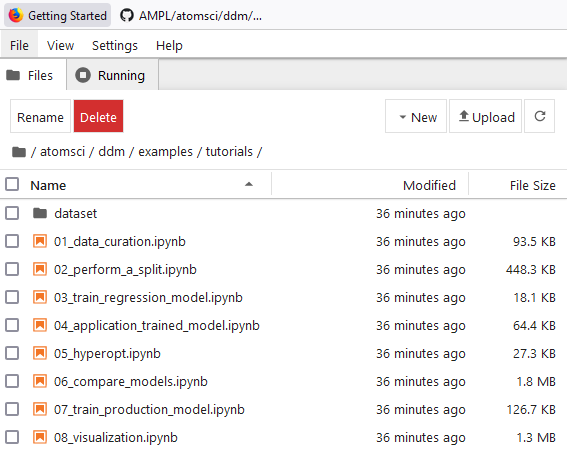 Getting Started AMPL/atomsci/ddm/...
File View Settings Help
Files Running
Rename Delete New Upload
/ atomsci / ddm / examples / tutorials /
Name Modified File Size
dataset 36 minutes ago
01_data_curation.ipynb 36 minutes ago 93.5 KB
02_perform_a_split.ipynb 36 minutes ago 448.3 KB
03_train_regression_model.ipynb 36 minutes ago 18.1 KB
04_application_trained_model.ipynb 36 minutes ago 64.4 KB
05_hyperopt.ipynb 36 minutes ago 27.3 KB
06_compare_models.ipynb 36 minutes ago 1.8 MB
07_train_production_model.ipynb 36 minutes ago 126.7 KB
08_visualization.ipynb 36 minutes ago 1.3 MB